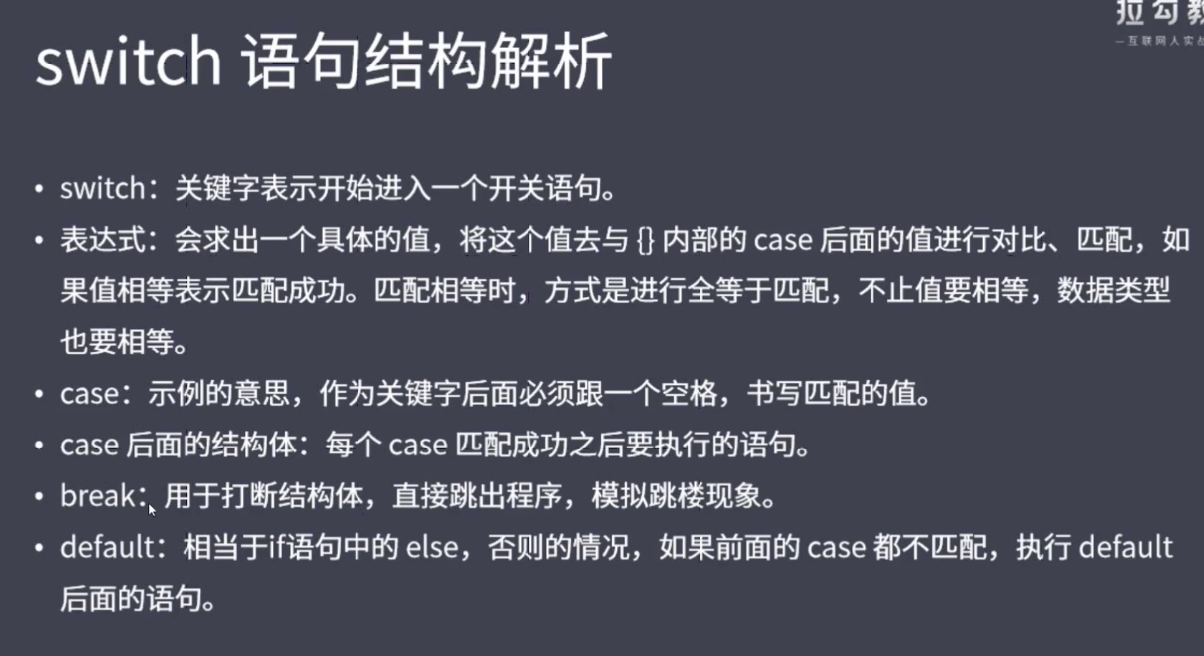 拉勾教
—互联网人实战
switch 语句结构解析
• switch：关键字表示开始进入一个开关语句。
• 表达式：会求出一个具体的值，将这个值去与 {} 内部的 case 后面的值进行对比、匹配，如
果值相等表示匹配成功。匹配相等时，方式是进行全等于匹配，不止值要相等，数据类型
也要相等。
• case：示例的意思，作为关键字后面必须跟一个空格，书写匹配的值。
• case 后面的结构体：每个 case 匹配成功之后要执行的语句。
• break：用于打断结构体，直接跳出程序，模拟跳楼现象。
• default：相当于if语句中的 else，否则的情况，如果前面的 case 都不匹配，执行 default
后面的语句。